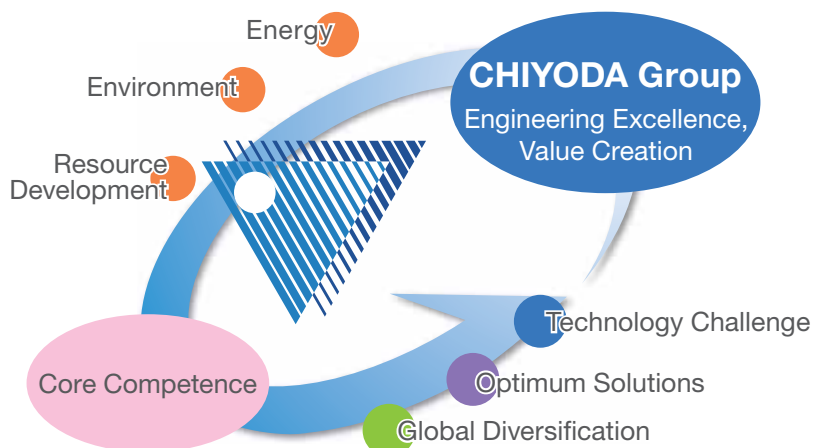 Energy
Environment
Resource
Development
CHIYODA Group
Engineering Excellence,
Value Creation
Technology Challenge
Optimum Solutions
Global Diversification
Core Competence